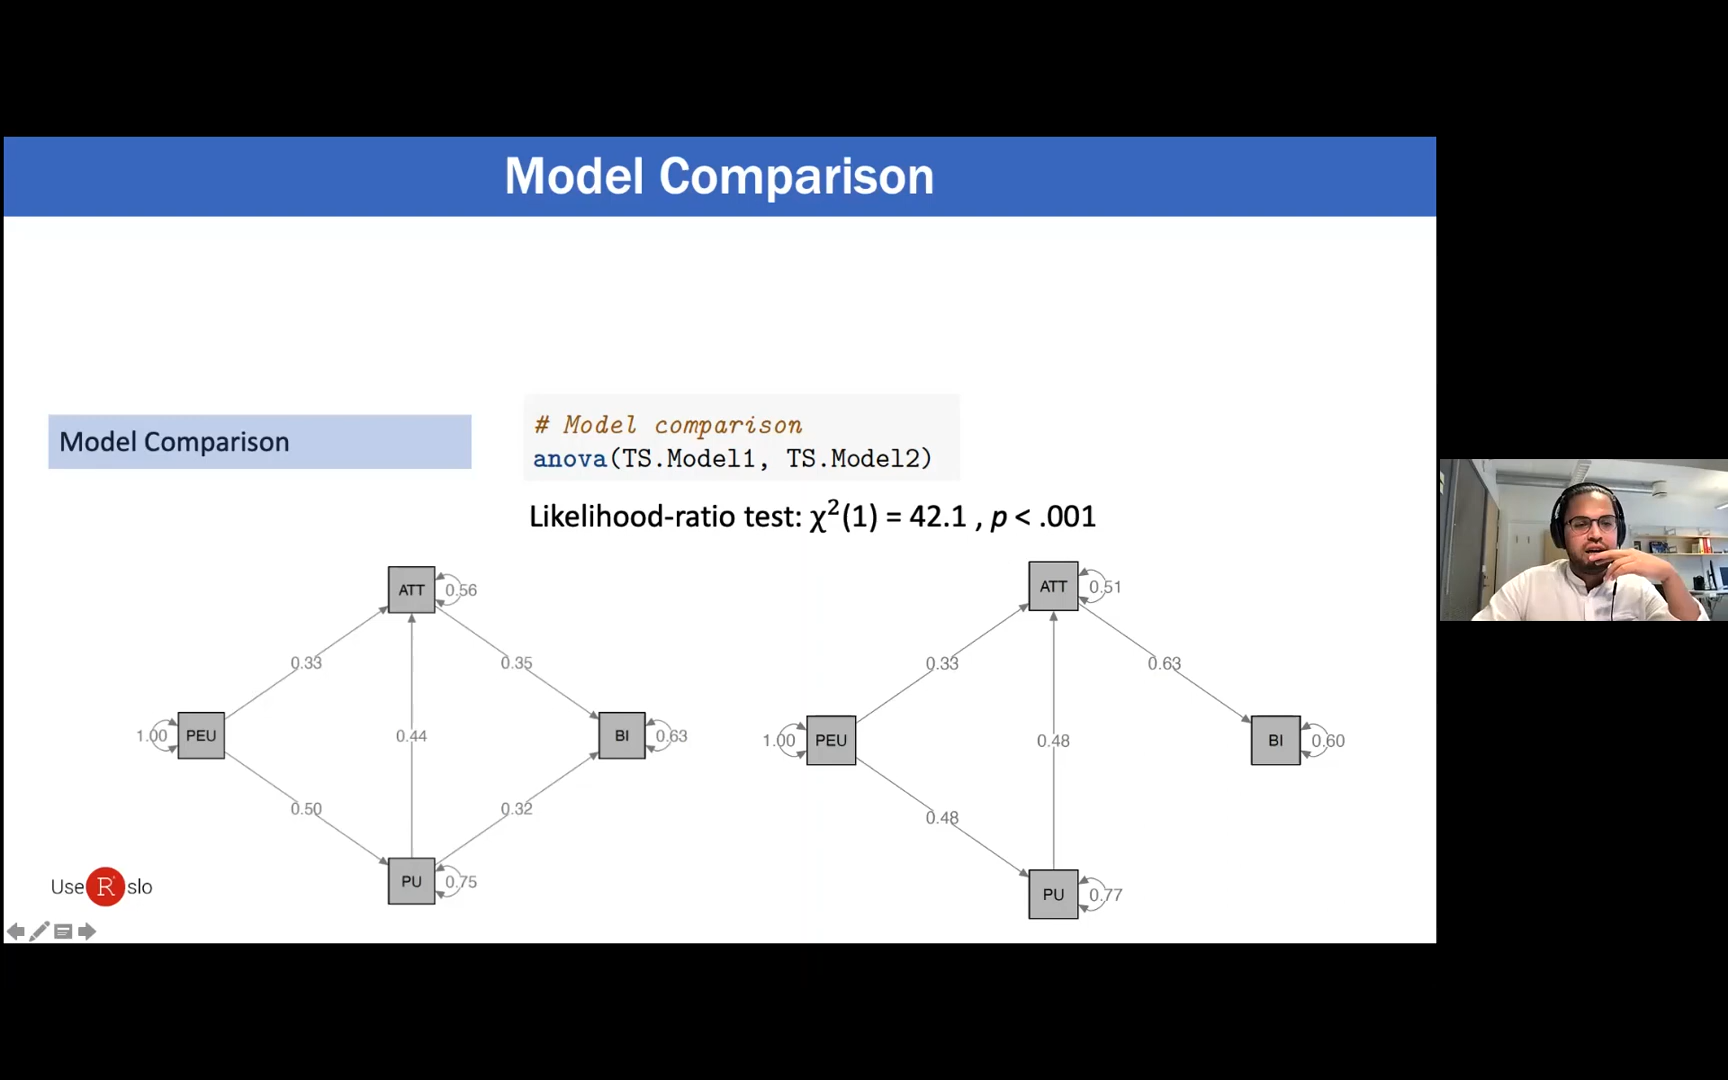 Model Comparison
Model Comparison
# Model comparison
anova(TS.Model1, TS.Model2)
Likelihood-ratio test: χ²(1) = 42.1 , p < .001
ATT
0.56
0.33
0.35
1.00
PEU
0.44
BI
0.63
0.50
0.32
PU
0.75
ATT
0.51
0.33
0.63
1.00
PEU
0.48
BI
0.60
0.48
PU
0.77
Use R slo